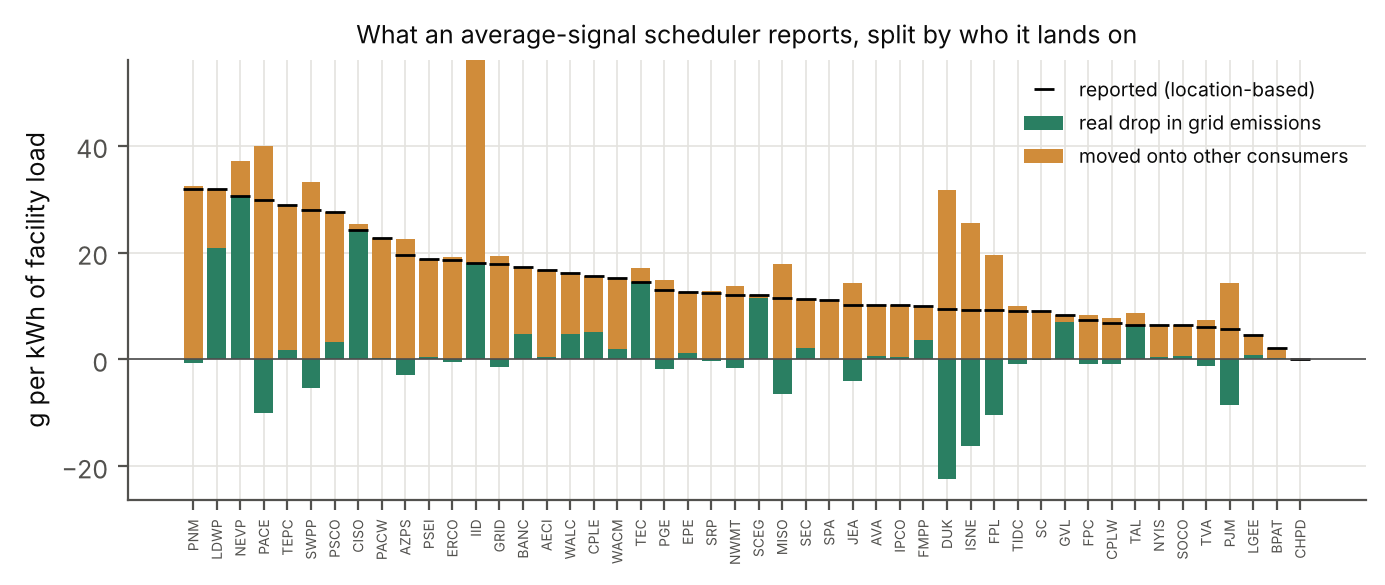 What an average-signal scheduler reports, split by who it lands on
reported (location-based)
real drop in grid emissions
moved onto other consumers
g per kWh of facility load
40
20
0
−20
PNM
LDWP
NEVP
PACE
TEPC
SWPP
PSCO
CISO
PACW
AZPS
PSEI
ERCO
IID
GRID
BANC
AECI
WALC
CPLE
WACM
TEC
PGE
EPE
SRP
NWMT
SCEG
MISO
SEC
SPA
JEA
AVA
IPCO
FMPP
DUK
ISNE
FPL
TIDC
SC
GVL
FPC
CPLW
TAL
NYIS
SOCO
TVA
PJM
LGEE
BPAT
CHPD